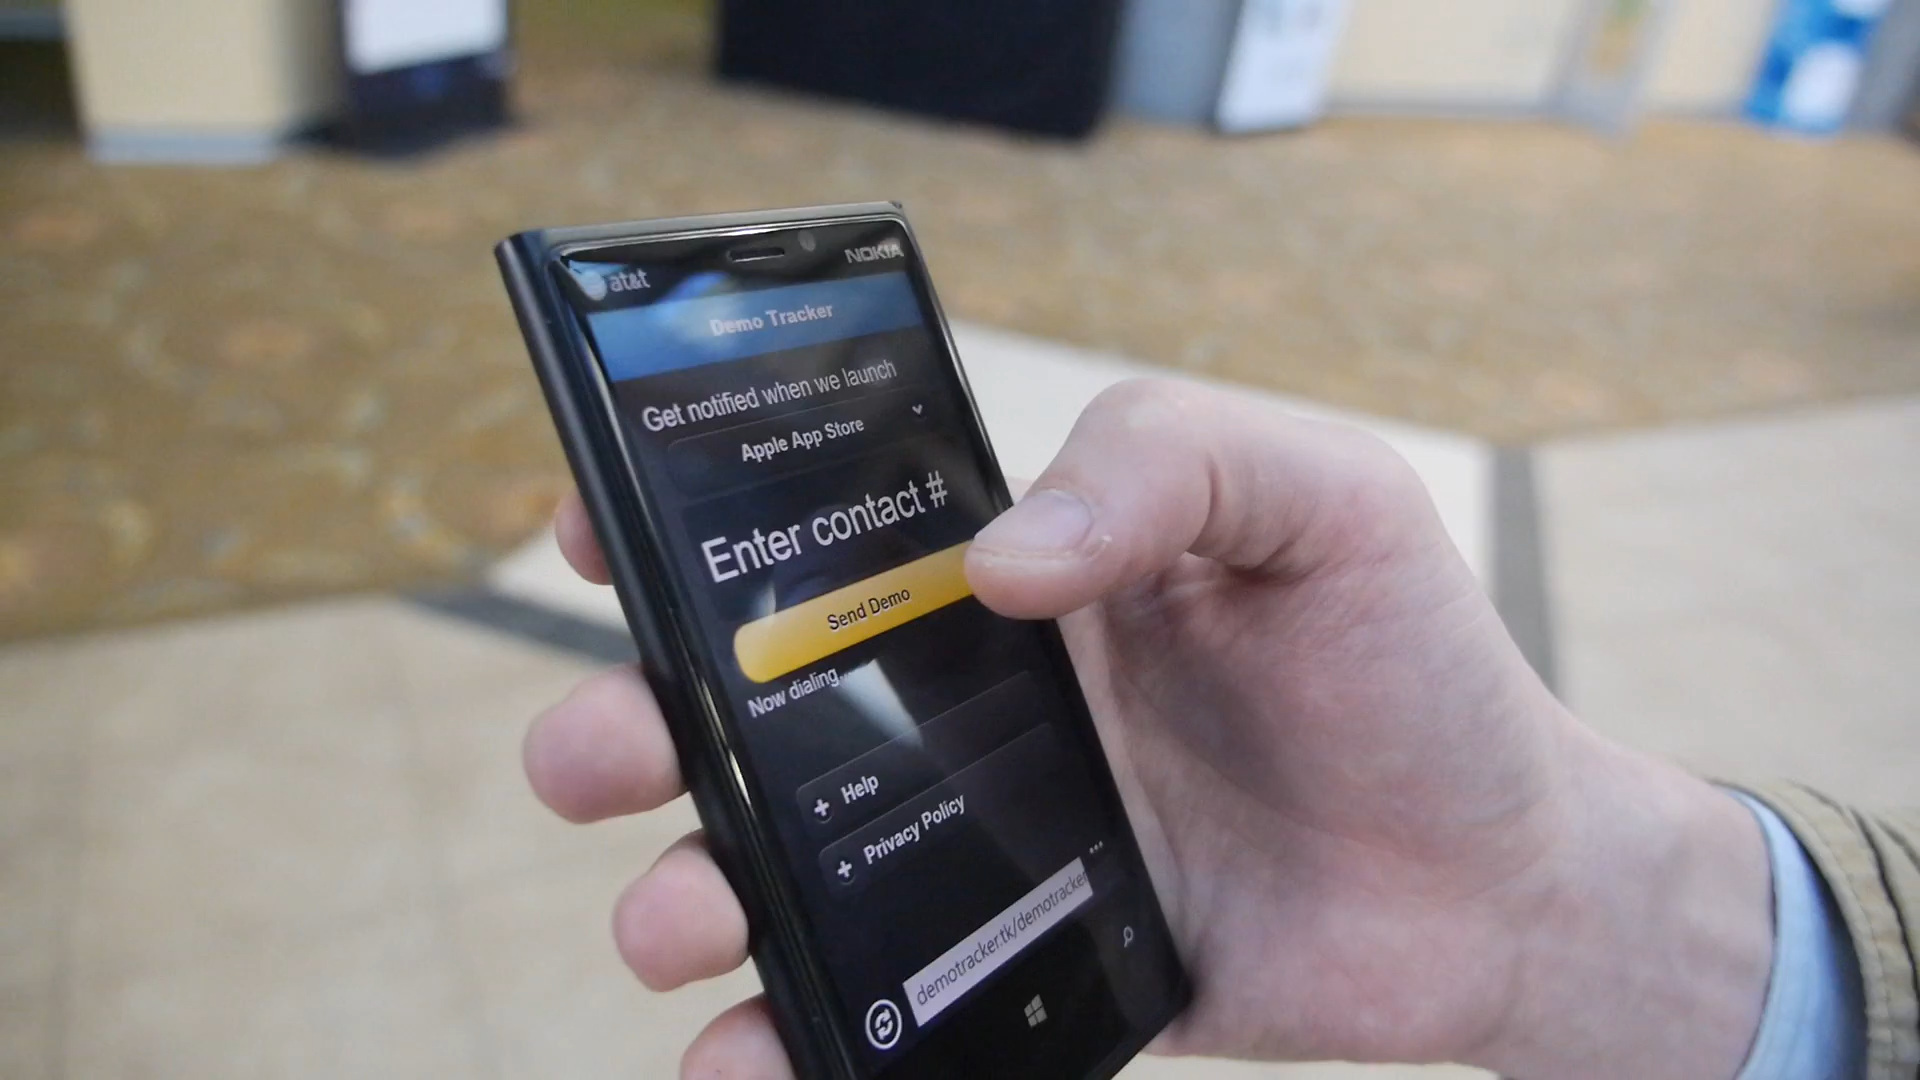 at&t
NOKIA
Demo Tracker
Get notified when we launch
Apple App Store
Enter contact #
Send Demo
Now dialing...
+ Help
+ Privacy Policy
demotracker.tk/demotracker